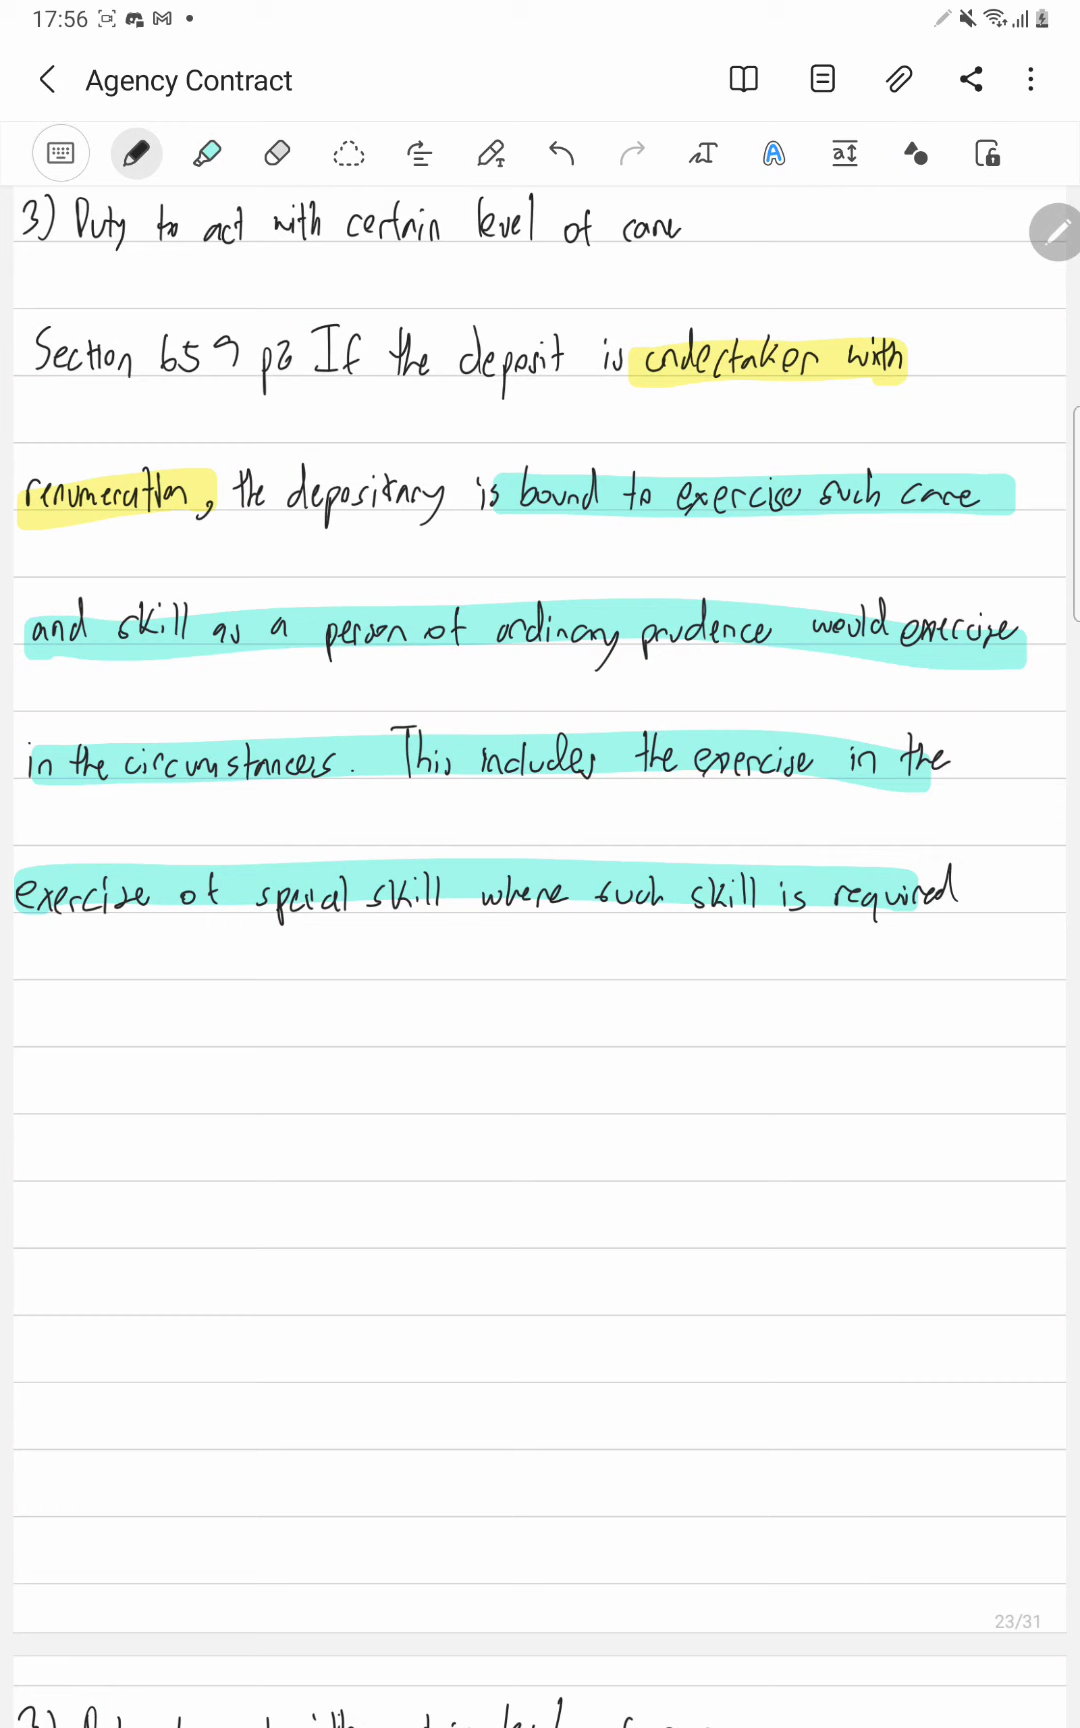 17:56
Agency Contract
3) Duty to act with certain level of care
Section 659 p2 If the deposit is undertaken with
renumeration, the depositary is bound to exercise such care
and skill as a person of ordinary prudence would exercise
in the circumstances. This includes the exercise in the
exercise of special skill where such skill is required
23/31